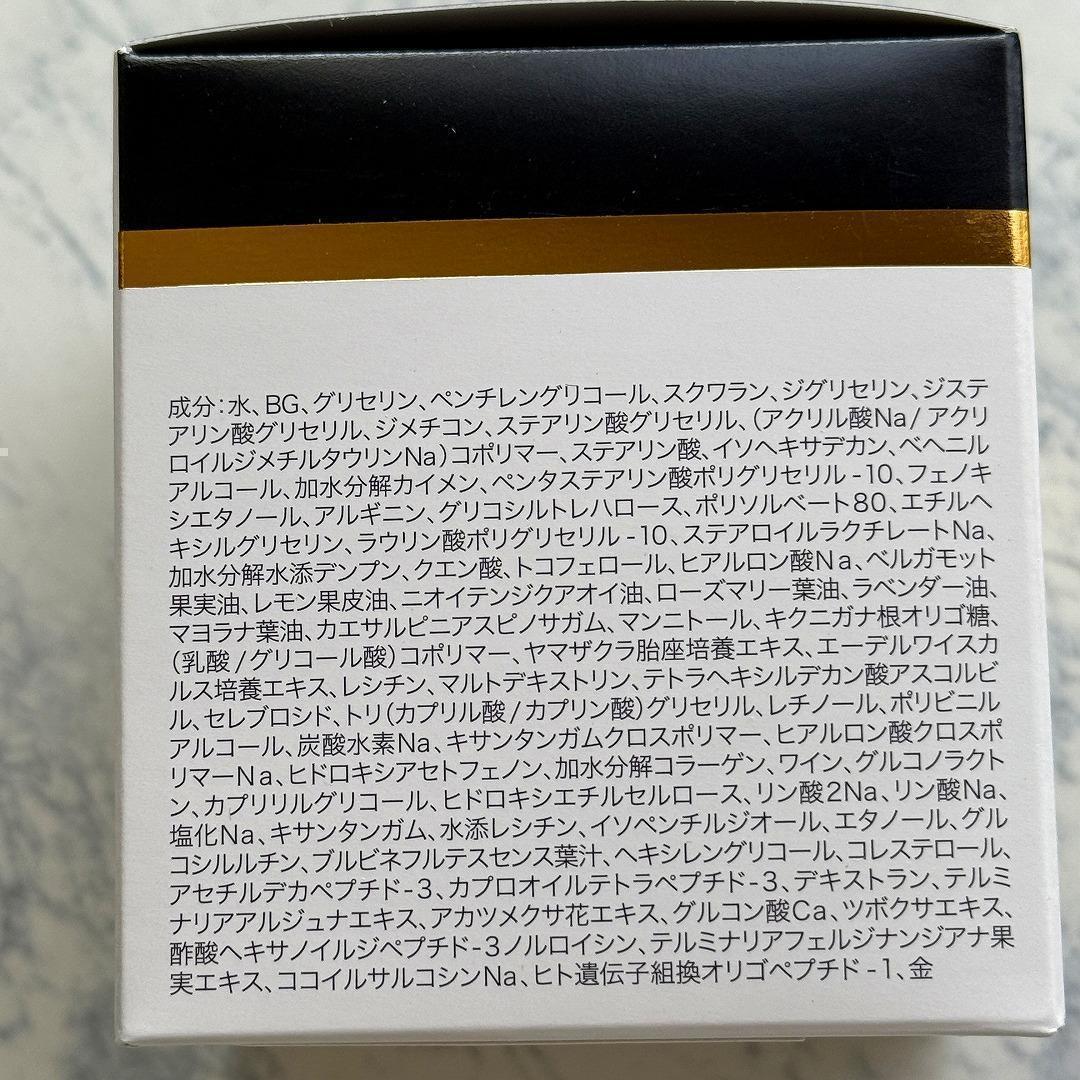 成分：水、BG、グリセリン、ペンチレングリコール、スクワラン、ジグリセリン、ジステ
アリン酸グリセリル、ジメチコン、ステアリン酸グリセリル、(アクリル酸Na/アクリ
ロイルジメチルタウリンNa)コポリマー、ステアリン酸、イソヘキサデカン、ベヘニル
アルコール、加水分解カイメン、ペンタステアリン酸ポリグリセリル-10、フェノキ
シエタノール、アルギニン、グリコシルトレハロース、ポリソルベート80、エチルヘ
キシルグリセリン、ラウリン酸ポリグリセリル-10、ステアロイルラクチレートNa、
加水分解水添デンプン、クエン酸、トコフェロール、ヒアルロン酸Na、ベルガモット
果実油、レモン果皮油、ニオイテンジクアオイ油、ローズマリー葉油、ラベンダー油、
マヨラナ葉油、カエサルピニアスピノサガム、マンニトール、キクニガナ根オリゴ糖、
(乳酸/グリコール酸)コポリマー、ヤマザクラ胎座培養エキス、エーデルワイスカ
ルス培養エキス、レシチン、マルトデキストリン、テトラヘキシルデカン酸アスコルビ
ル、セレブロシド、トリ(カプリル酸/カプリン酸)グリセリル、レチノール、ポリビニル
アルコール、炭酸水素Na、キサンタンガムクロスポリマー、ヒアルロン酸クロスポ
リマーNa、ヒドロキシアセトフェノン、加水分解コラーゲン、ワイン、グルコノラクト
ン、カプリリルグリコール、ヒドロキシエチルセルロース、リン酸2Na、リン酸Na、
塩化Na、キサンタンガム、水添レシチン、イソペンチルジオール、エタノール、グル
コシルルチン、ブルビネフルテスセンス葉汁、ヘキシレングリコール、コレステロール、
アセチルデカペプチド-3、カプロオイルテトラペプチド-3、デキストラン、テルミ
ナリアアルジュナエキス、アカツメクサ花エキス、グルコン酸Ca、ツボクサエキス、
酢酸ヘキサノイルジペプチド-3ノルロイシン、テルミナリアフェルジナンジアナ果
実エキス、ココイルサルコシンNa、ヒト遺伝子組換オリゴペプチド-1、金